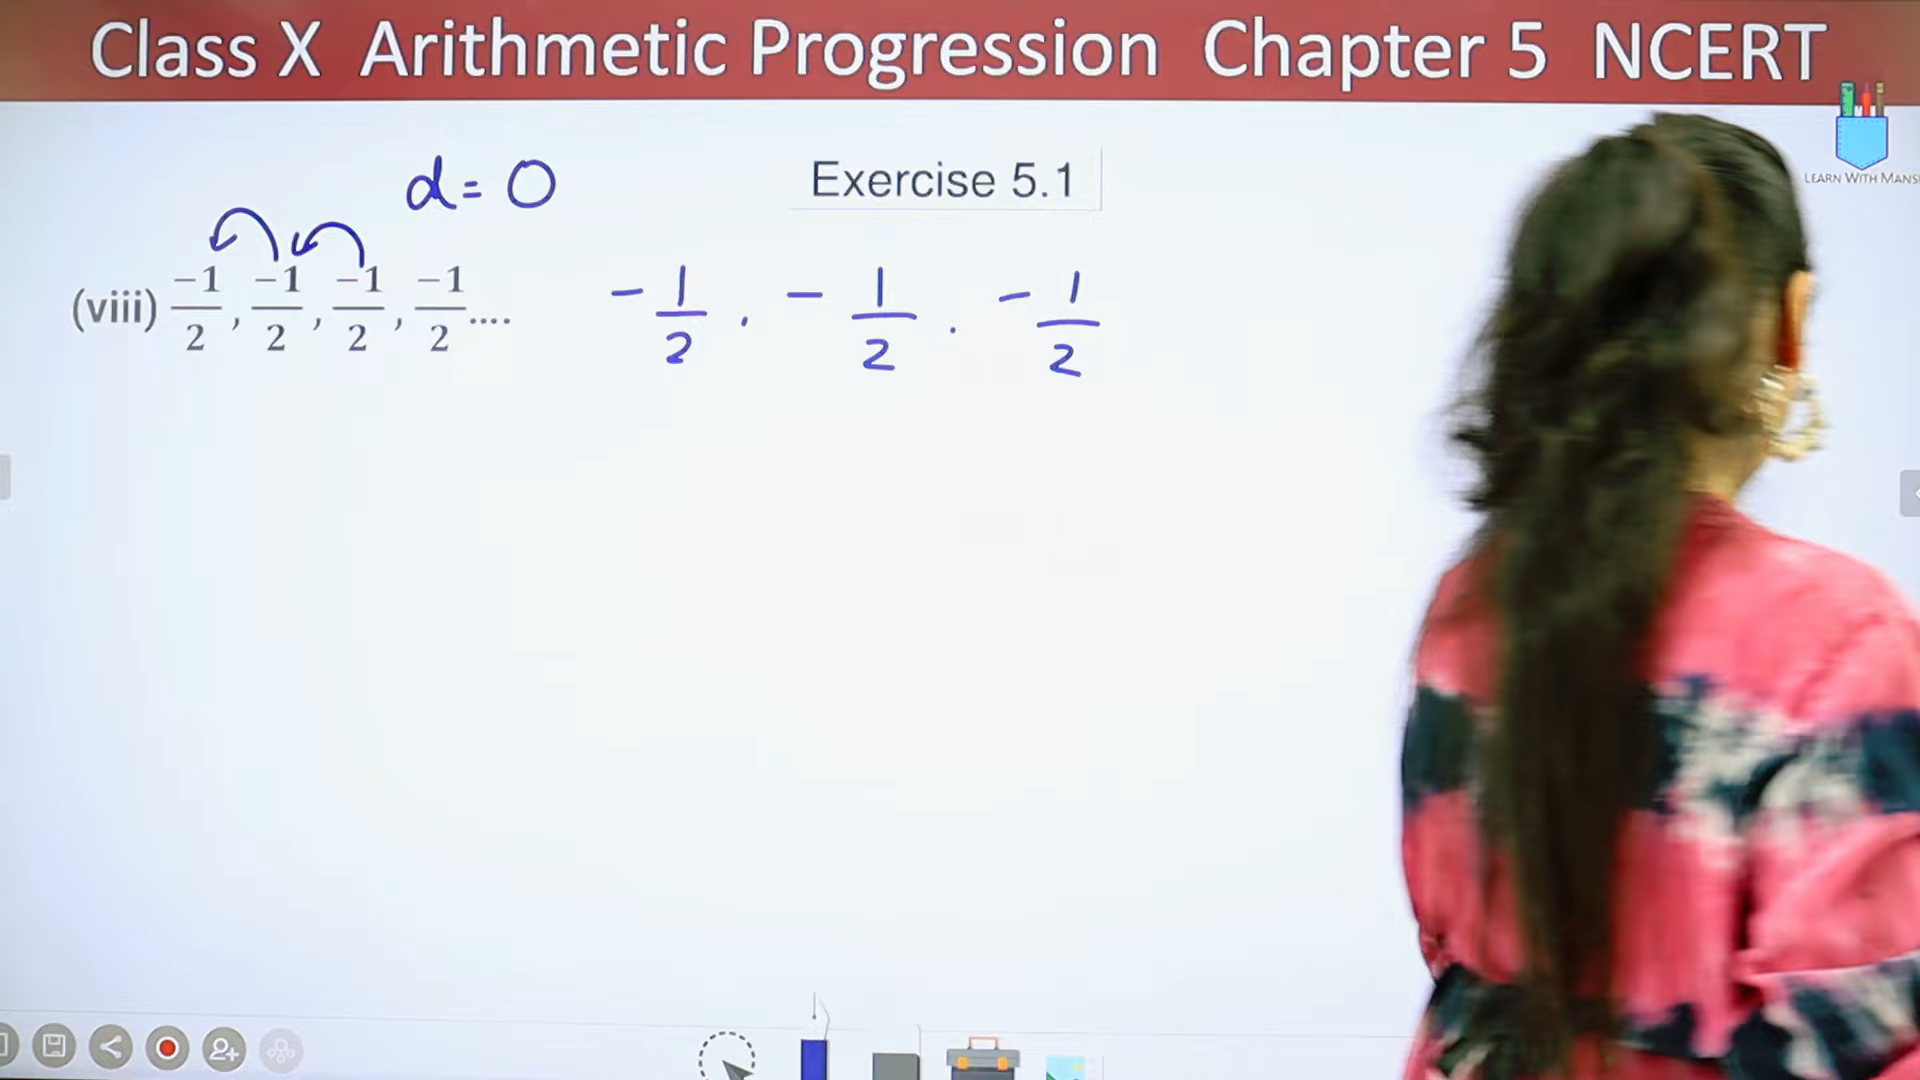 Class X Arithmetic Progression Chapter 5 NCERT
LEARN WITH MANS
d = 0
Exercise 5.1
(viii) -1/2, -1/2, -1/2, -1/2....
-1/2 . -1/2 . -1/2